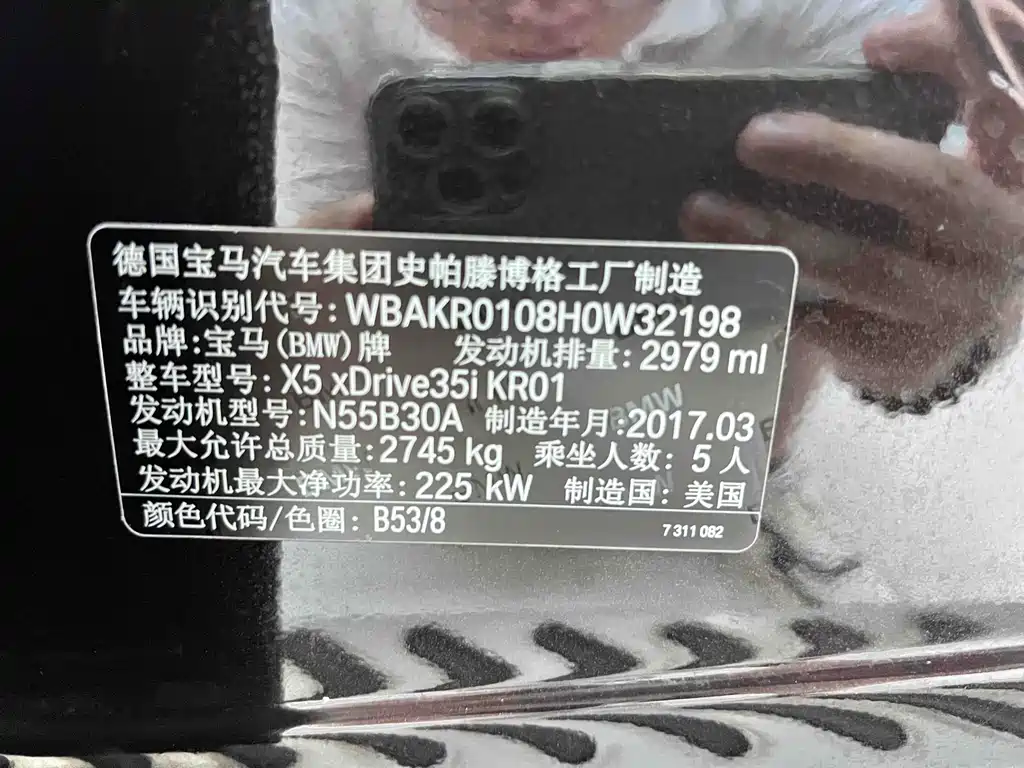 德国宝马汽车集团史帕滕博格工厂制造
车辆识别代号: WBAKR0108H0W32198
品牌:宝马(BMW)牌 发动机排量: 2979 ml
整车型号: X5 xDrive35i KR01
发动机型号: N55B30A 制造年月:2017.03
最大允许总质量: 2745 kg 乘坐人数: 5 人
发动机最大净功率: 225 kW 制造国: 美国
颜色代码/色圈: B53/8 7 311 082